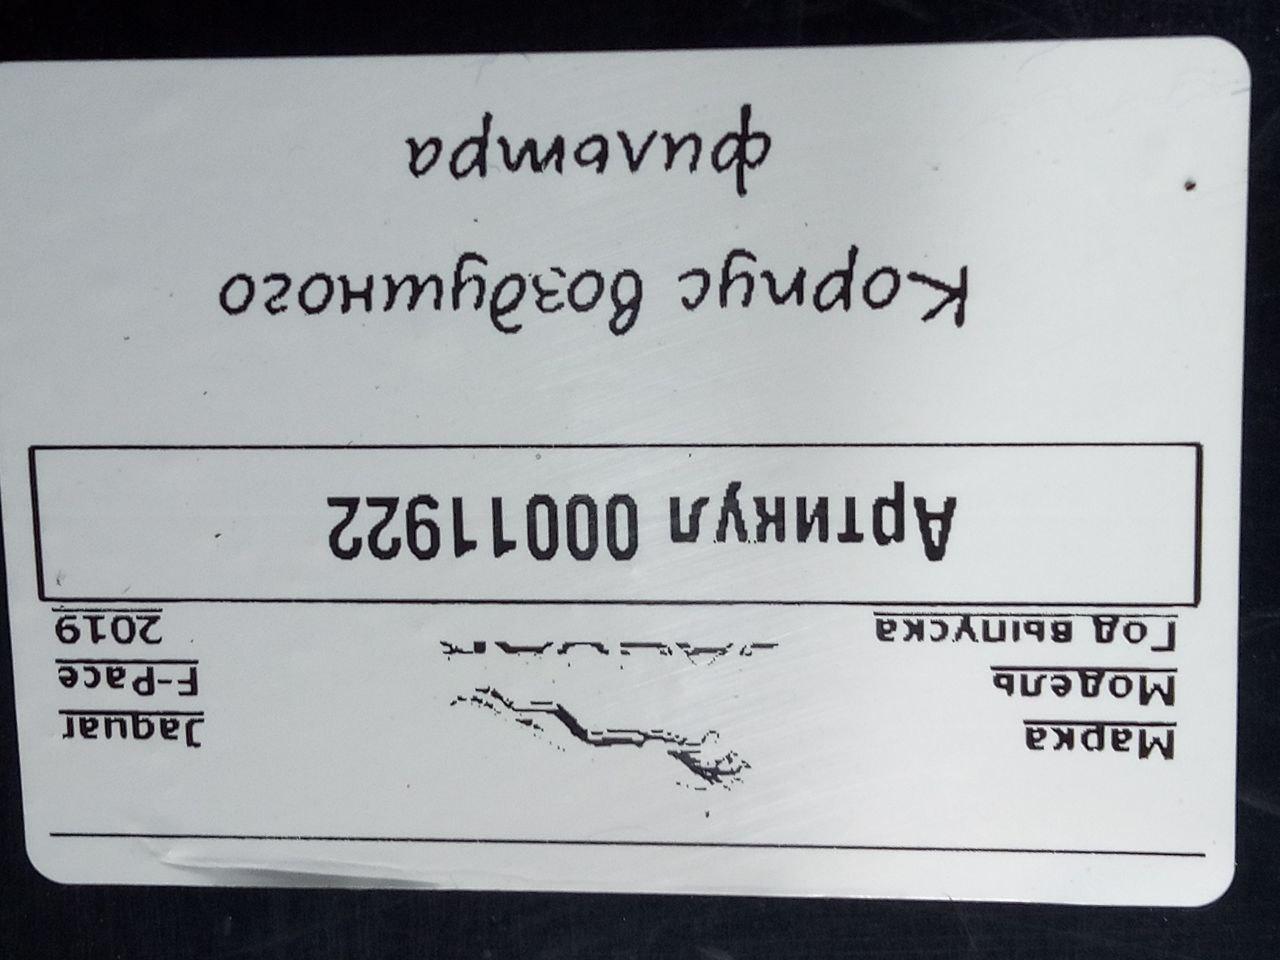 Марка Jaguar
Модель F-Pace
Год выпуска 2019
Артикул 00011922
Корпус воздушного
фильтра